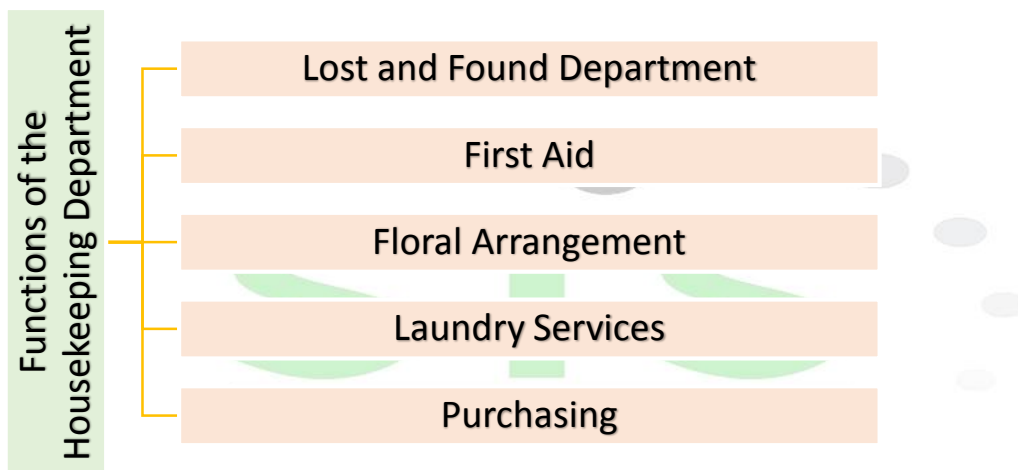 Functions of the
Housekeeping Department
Lost and Found Department
First Aid
Floral Arrangement
Laundry Services
Purchasing